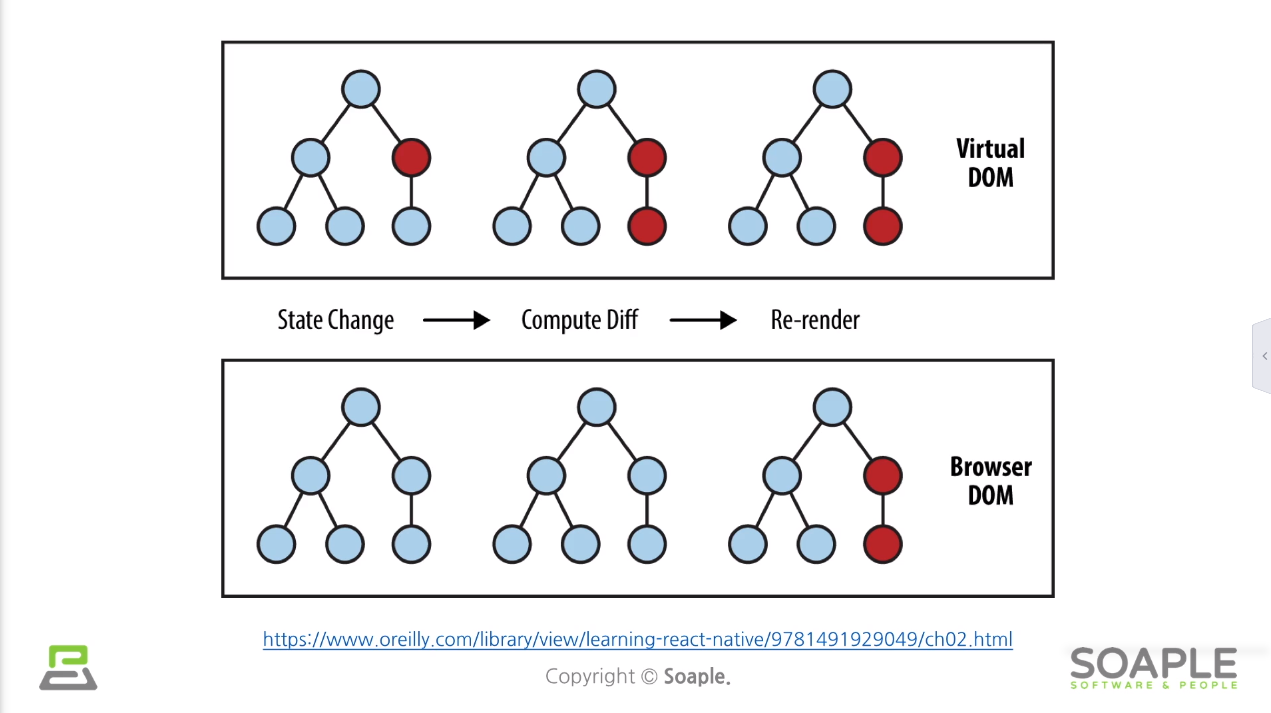 Virtual
DOM
State Change
Compute Diff
Re-render
Browser
DOM
https://www.oreilly.com/library/view/learning-react-native/9781491929049/ch02.html
Copyright © Soaple.
SOAPLE
SOFTWARE & PEOPLE